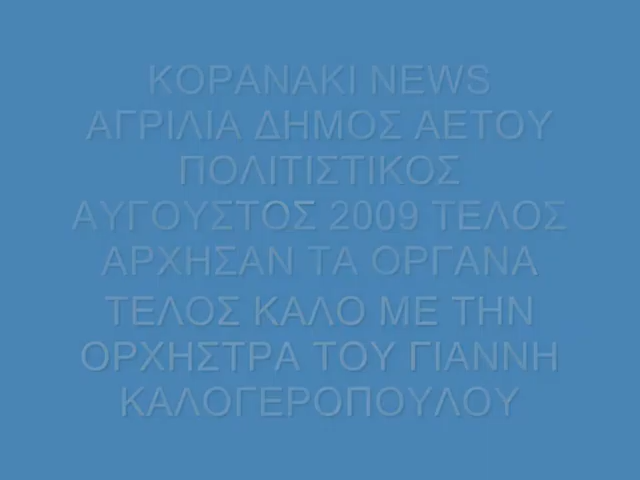 ΚΟΡΑΝΑΚΙ NEWS
ΑΓΡΙΛΙΑ ΔΗΜΟΣ ΑΕΤΟΥ
ΠΟΛΙΤΙΣΤΙΚΟΣ
ΑΥΓΟΥΣΤΟΣ 2009 ΤΕΛΟΣ
ΑΡΧΗΣΑΝ ΤΑ ΟΡΓΑΝΑ
ΤΕΛΟΣ ΚΑΛΟ ΜΕ ΤΗΝ
ΟΡΧΗΣΤΡΑ ΤΟΥ ΓΙΑΝΝΗ
ΚΑΛΟΓΕΡΟΠΟΥΛΟΥ